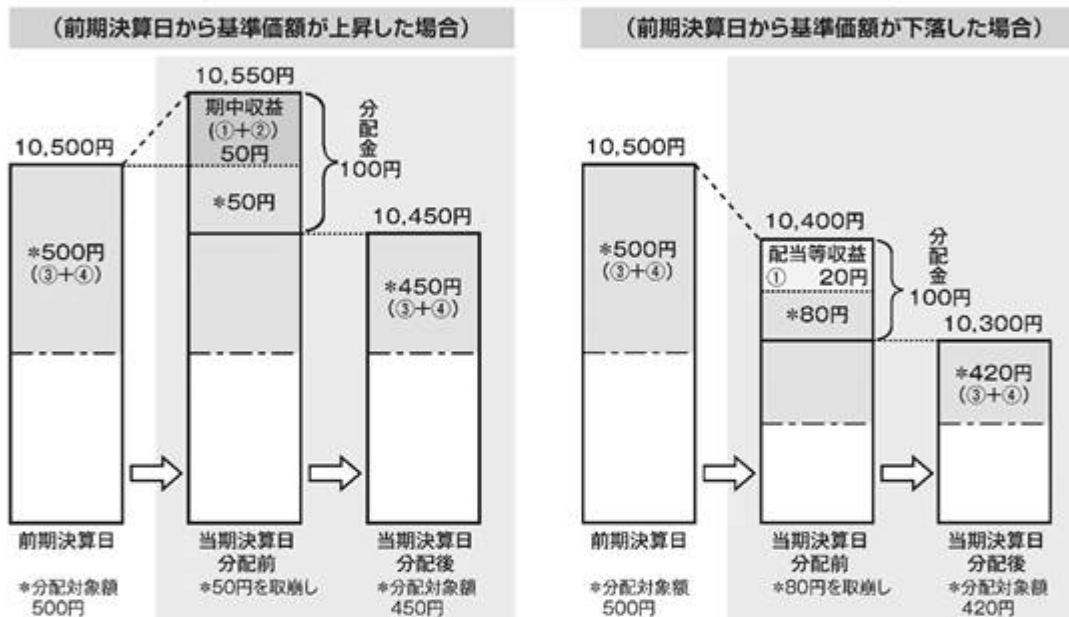 （前期決算日から基準価額が上昇した場合）
10,500円
＊500円
(③+④)
10,550円
期中収益
(①+②)
50円
＊50円
分配金
100円
10,450円
＊450円
(③+④)
前期決算日
＊分配対象額
500円
当期決算日
分配前
＊50円を取崩し
当期決算日
分配後
＊分配対象額
450円
（前期決算日から基準価額が下落した場合）
10,500円
＊500円
(③+④)
10,400円
配当等収益
① 20円
＊80円
分配金
100円
10,300円
＊420円
(③+④)
前期決算日
＊分配対象額
500円
当期決算日
分配前
＊80円を取崩し
当期決算日
分配後
＊分配対象額
420円